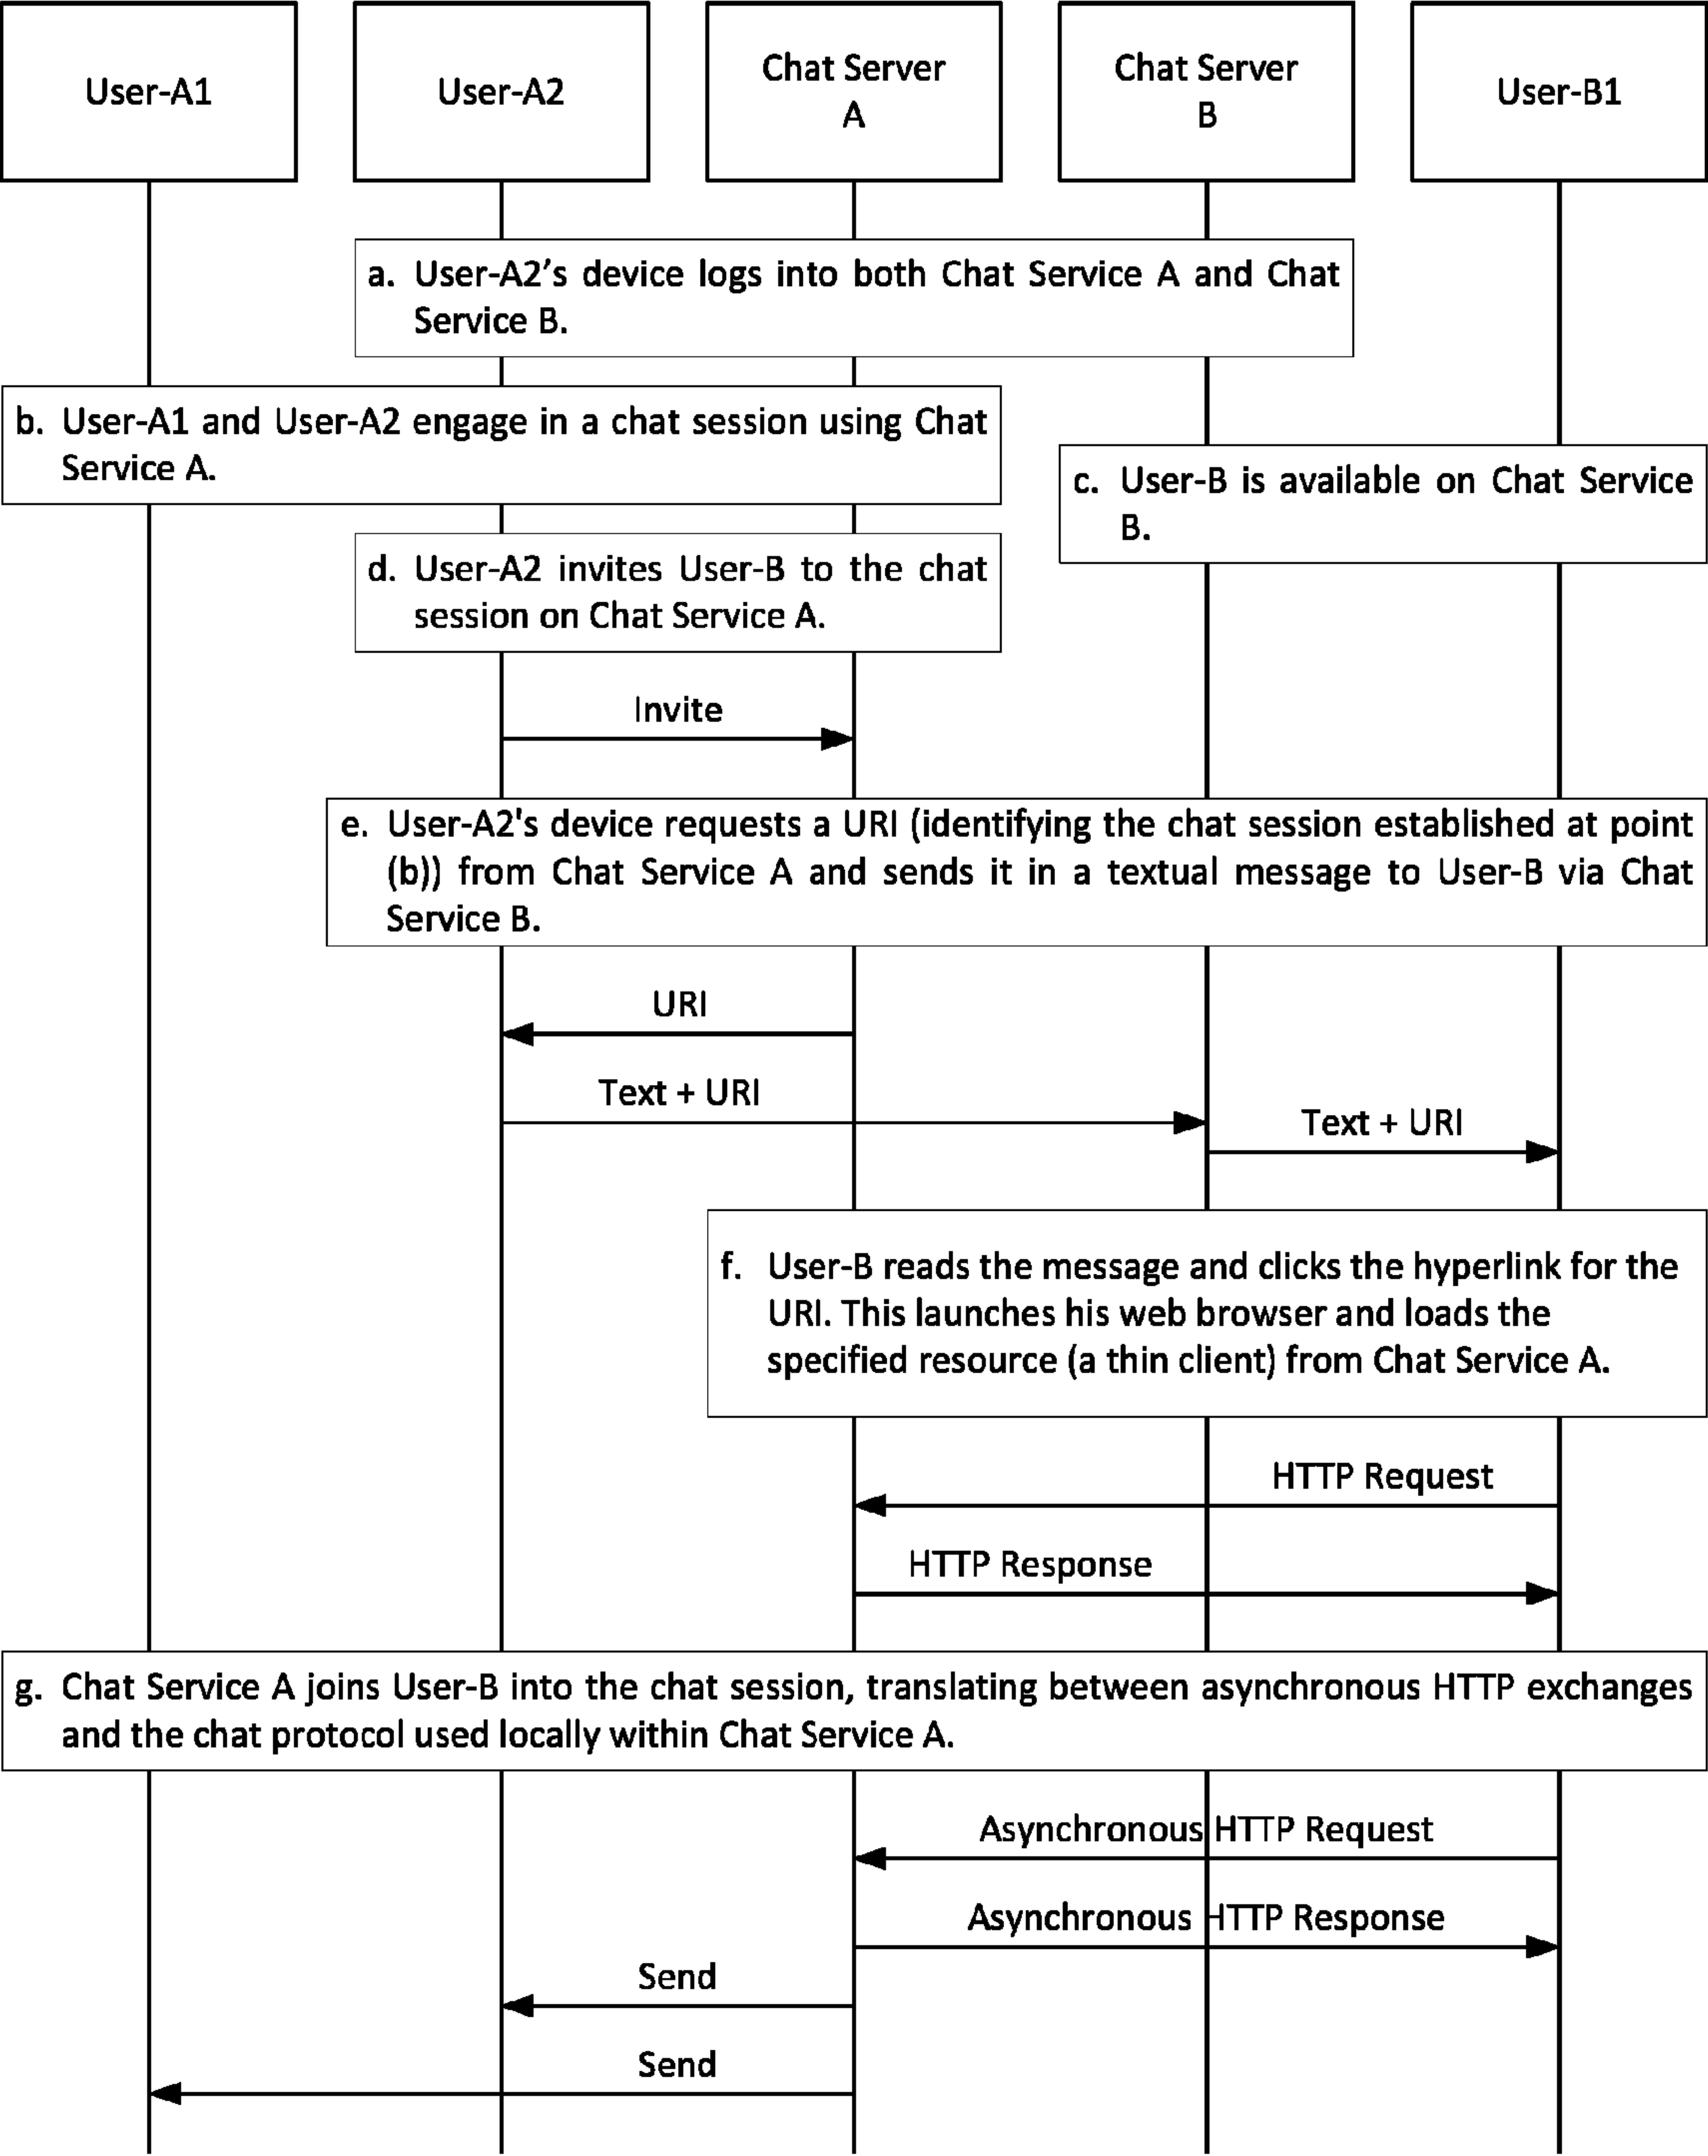 User-A1
User-A2
Chat Server
A
Chat Server
B
User-B1
a. User-A2’s device logs into both Chat Service A and Chat
Service B.
b. User-A1 and User-A2 engage in a chat session using Chat
Service A.
c. User-B is available on Chat Service
B.
d. User-A2 invites User-B to the chat
session on Chat Service A.
Invite
e. User-A2's device requests a URI (identifying the chat session established at point
(b)) from Chat Service A and sends it in a textual message to User-B via Chat
Service B.
URI
Text + URI
Text + URI
f. User-B reads the message and clicks the hyperlink for the
URI. This launches his web browser and loads the
specified resource (a thin client) from Chat Service A.
HTTP Request
HTTP Response
g. Chat Service A joins User-B into the chat session, translating between asynchronous HTTP exchanges
and the chat protocol used locally within Chat Service A.
Asynchronous HTTP Request
Asynchronous HTTP Response
Send
Send